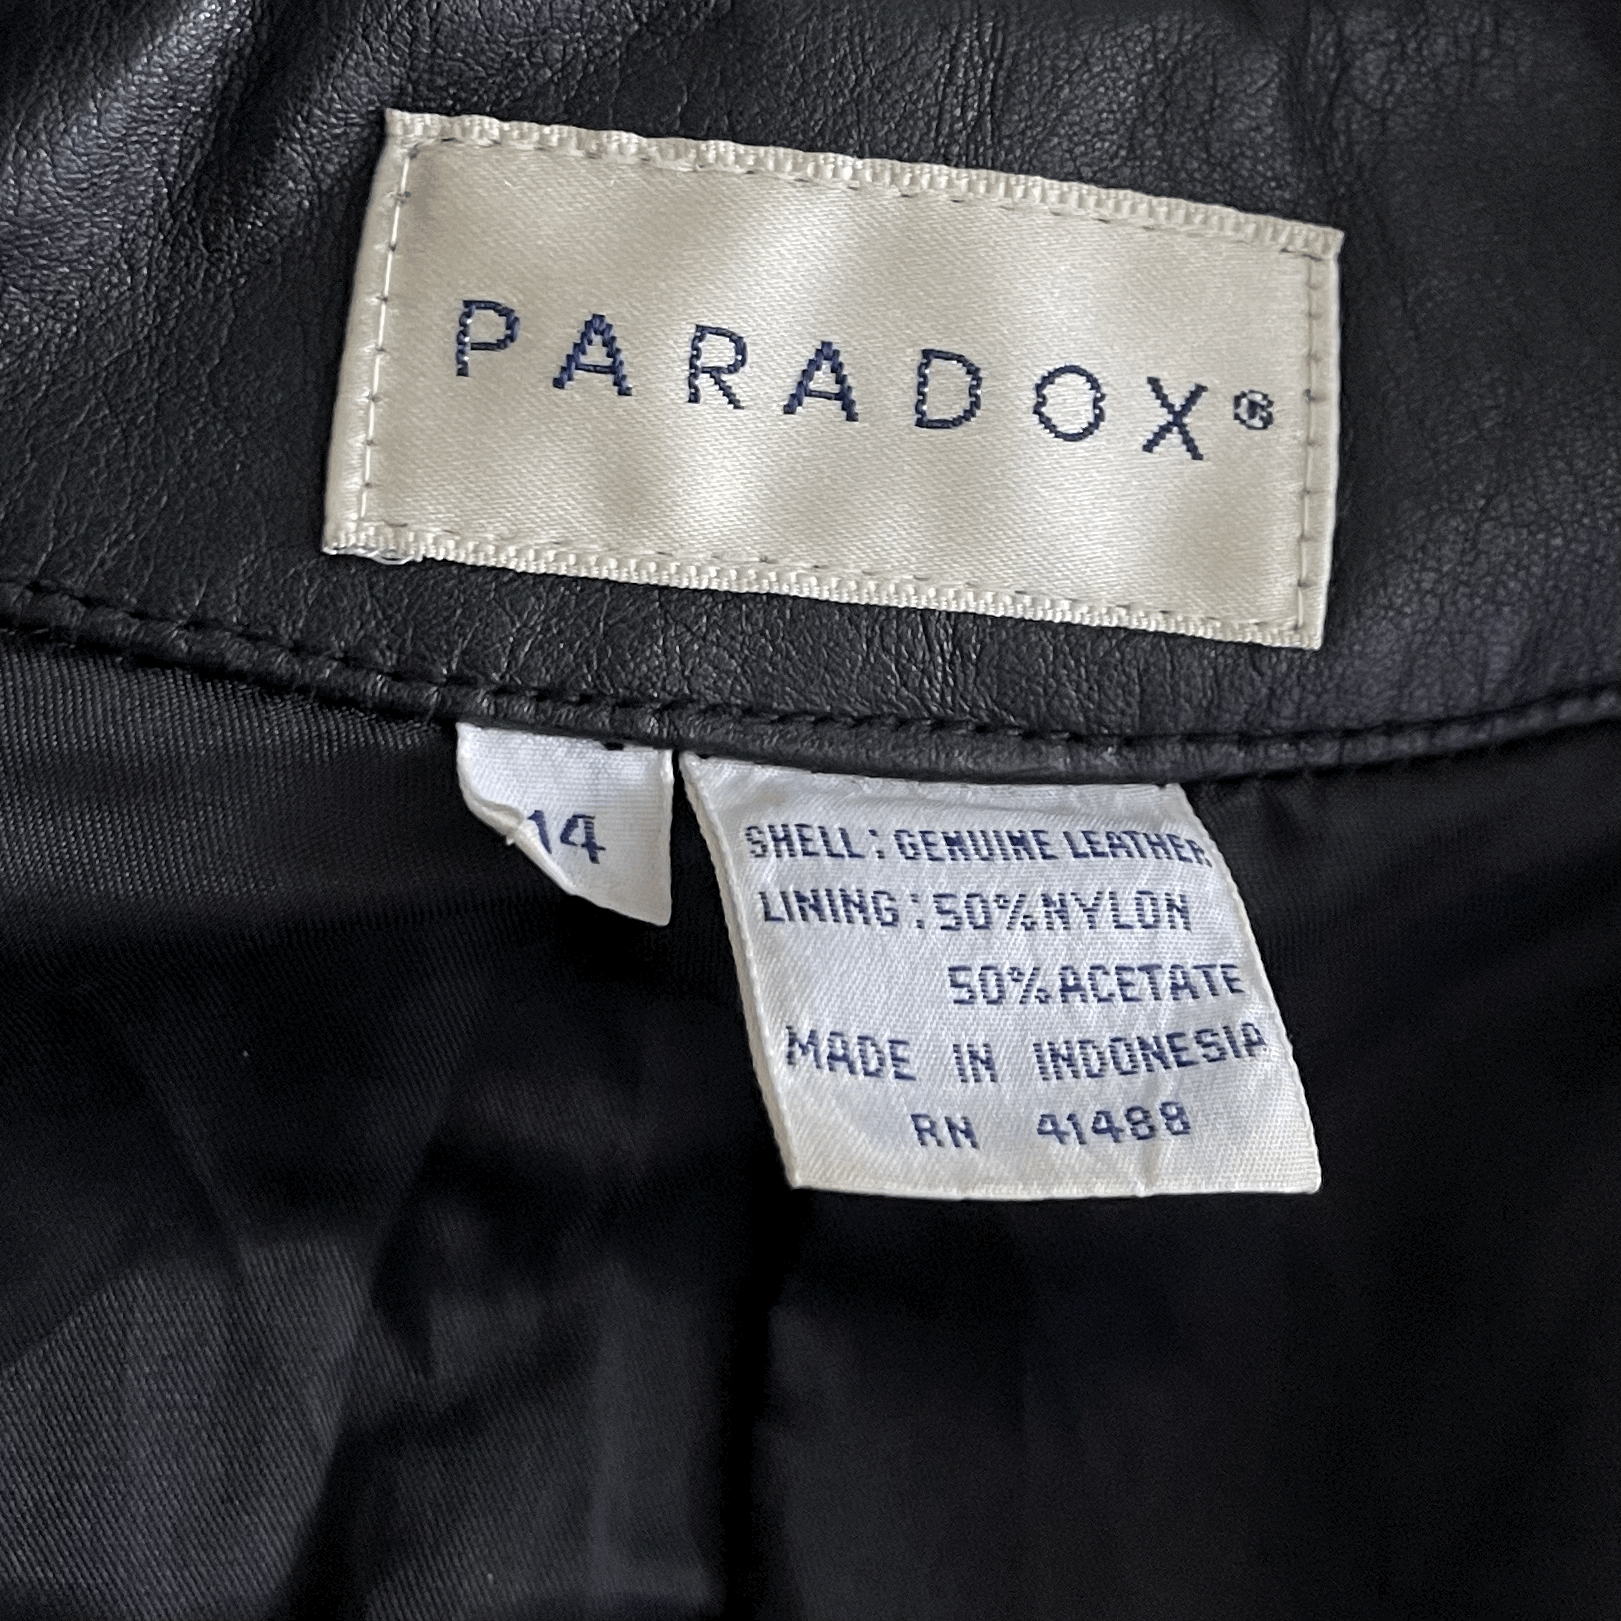 PARADOX®
14
SHELL: GENUINE LEATHER
LINING: 50% NYLON
50% ACETATE
MADE IN INDONESIA
RN 41488